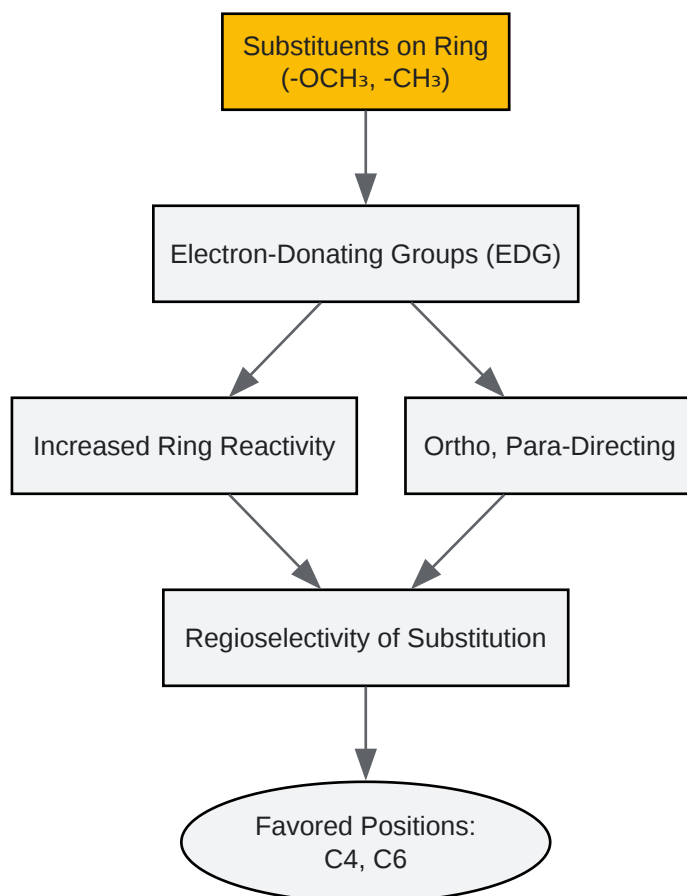 Substituents on Ring
(-OCH₃, -CH₃)
Electron-Donating Groups (EDG)
Increased Ring Reactivity
Ortho, Para-Directing
Regioselectivity of Substitution
Favored Positions:
C4, C6